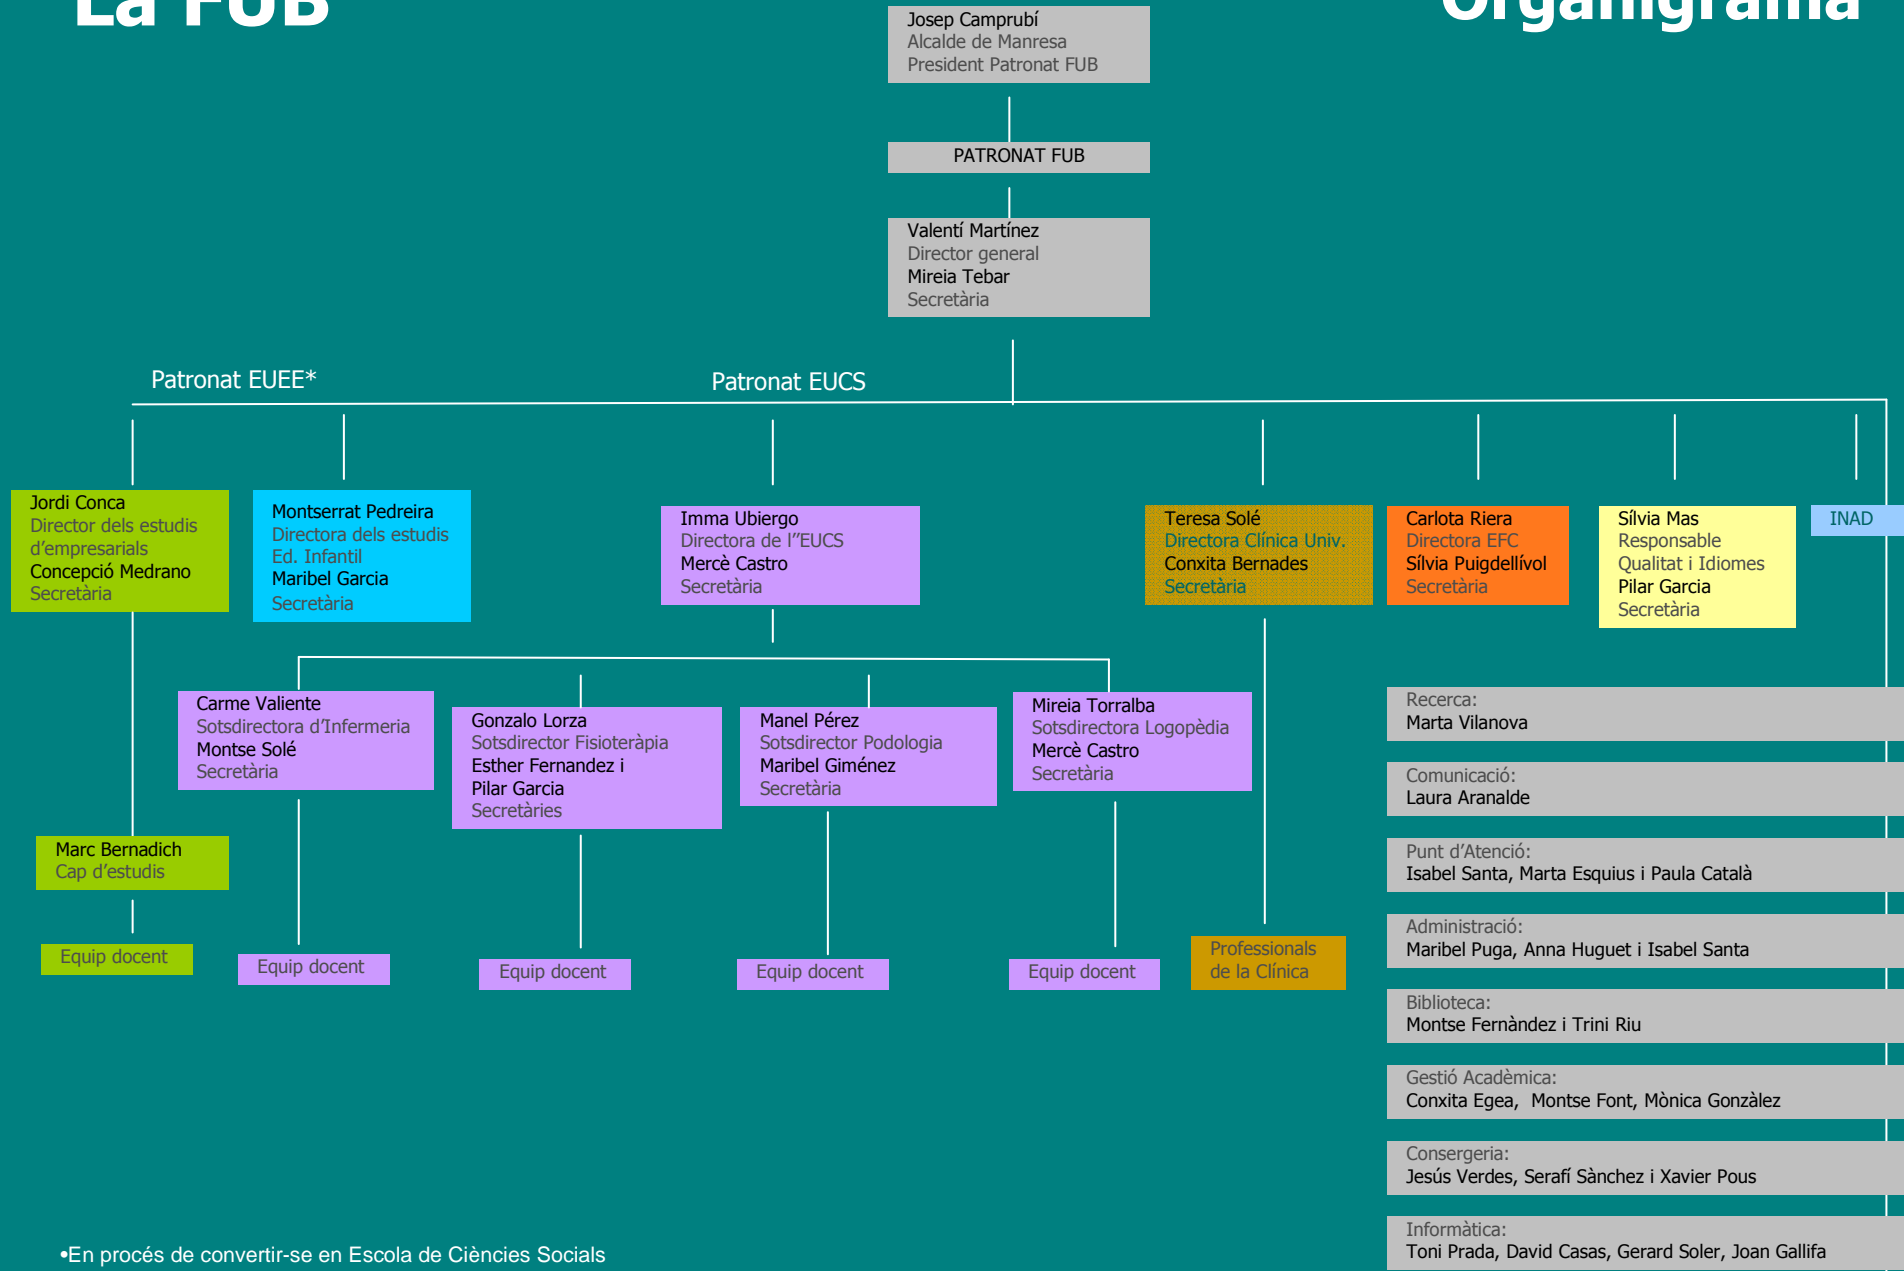 La FUB
Organigrama
Josep Camprubí
Alcalde de Manresa
President Patronat FUB
PATRONAT FUB
Valentí Martínez
Director general
Mireia Tebar
Secretària
Patronat EUEE*
Patronat EUCS
Jordi Conca
Director dels estudis
d’empresarials
Concepció Medrano
Secretària
Montserrat Pedreira
Directora dels estudis
Ed. Infantil
Maribel Garcia
Secretària
Imma Ubiergo
Directora de l’’EUCS
Mercè Castro
Secretària
Teresa Solé
Directora Clínica Univ.
Conxita Bernades
Secretària
Carlota Riera
Directora EFC
Sílvia Puigdellívol
Secretària
Sílvia Mas
Responsable
Qualitat i Idiomes
Pilar Garcia
Secretària
INAD
Carme Valiente
Sotsdirectora d’Infermeria
Montse Solé
Secretària
Gonzalo Lorza
Sotsdirector Fisioteràpia
Esther Fernandez i
Pilar Garcia
Secretàries
Manel Pérez
Sotsdirector Podologia
Maribel Giménez
Secretària
Mireia Torralba
Sotsdirectora Logopèdia
Mercè Castro
Secretària
Marc Bernadich
Cap d’estudis
Equip docent
Equip docent
Equip docent
Equip docent
Equip docent
Professionals
de la Clínica
Recerca:
Marta Vilanova
Comunicació:
Laura Aranalde
Punt d’Atenció:
Isabel Santa, Marta Esquius i Paula Català
Administració:
Maribel Puga, Anna Huguet i Isabel Santa
Biblioteca:
Montse Fernàndez i Trini Riu
Gestió Acadèmica:
Conxita Egea, Montse Font, Mònica Gonzàlez
Consergeria:
Jesús Verdes, Serafí Sànchez i Xavier Pous
Informàtica:
Toni Prada, David Casas, Gerard Soler, Joan Gallifa
•En procés de convertir-se en Escola de Ciències Socials